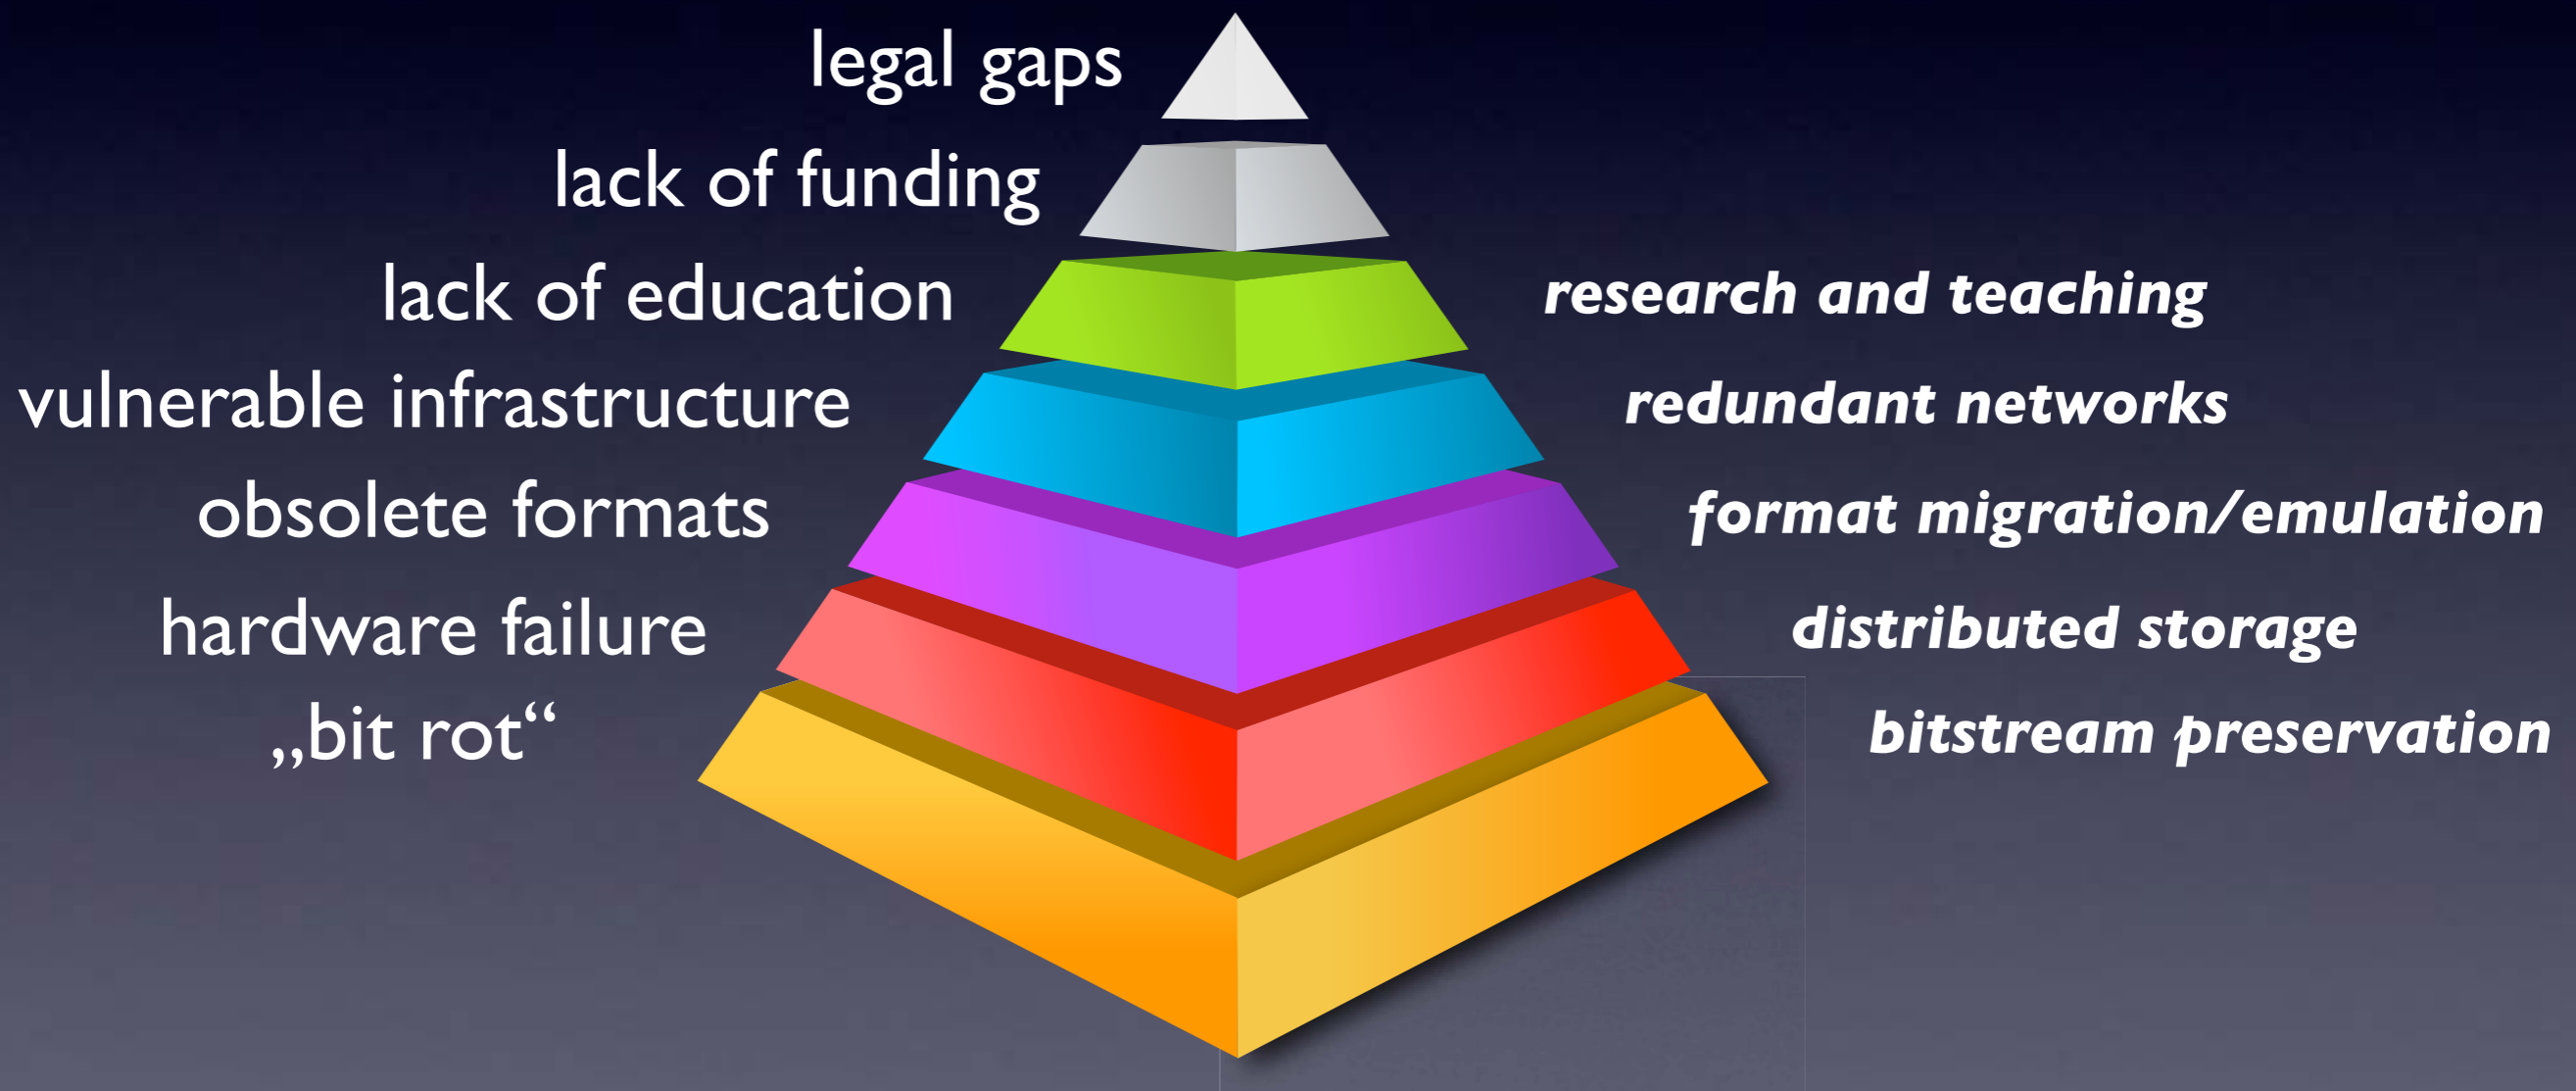 legal gaps
lack of funding
lack of education
research and teaching
vulnerable infrastructure
redundant networks
obsolete formats
format migration/emulation
hardware failure
distributed storage
„bit rot“
bitstream preservation